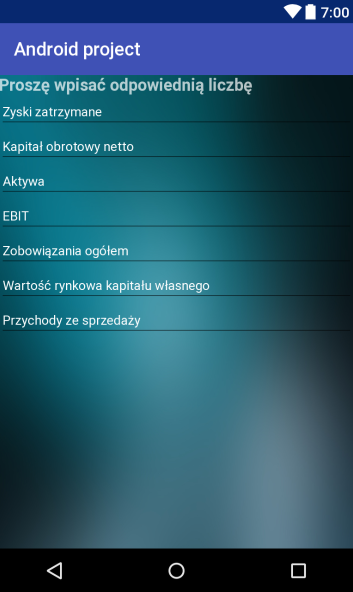 7:00
Android project
Proszę wpisać odpowiednią liczbę
Zyski zatrzymane
Kapitał obrotowy netto
Aktywa
EBIT
Zobowiązania ogółem
Wartość rynkowa kapitału własnego
Przychody ze sprzedaży